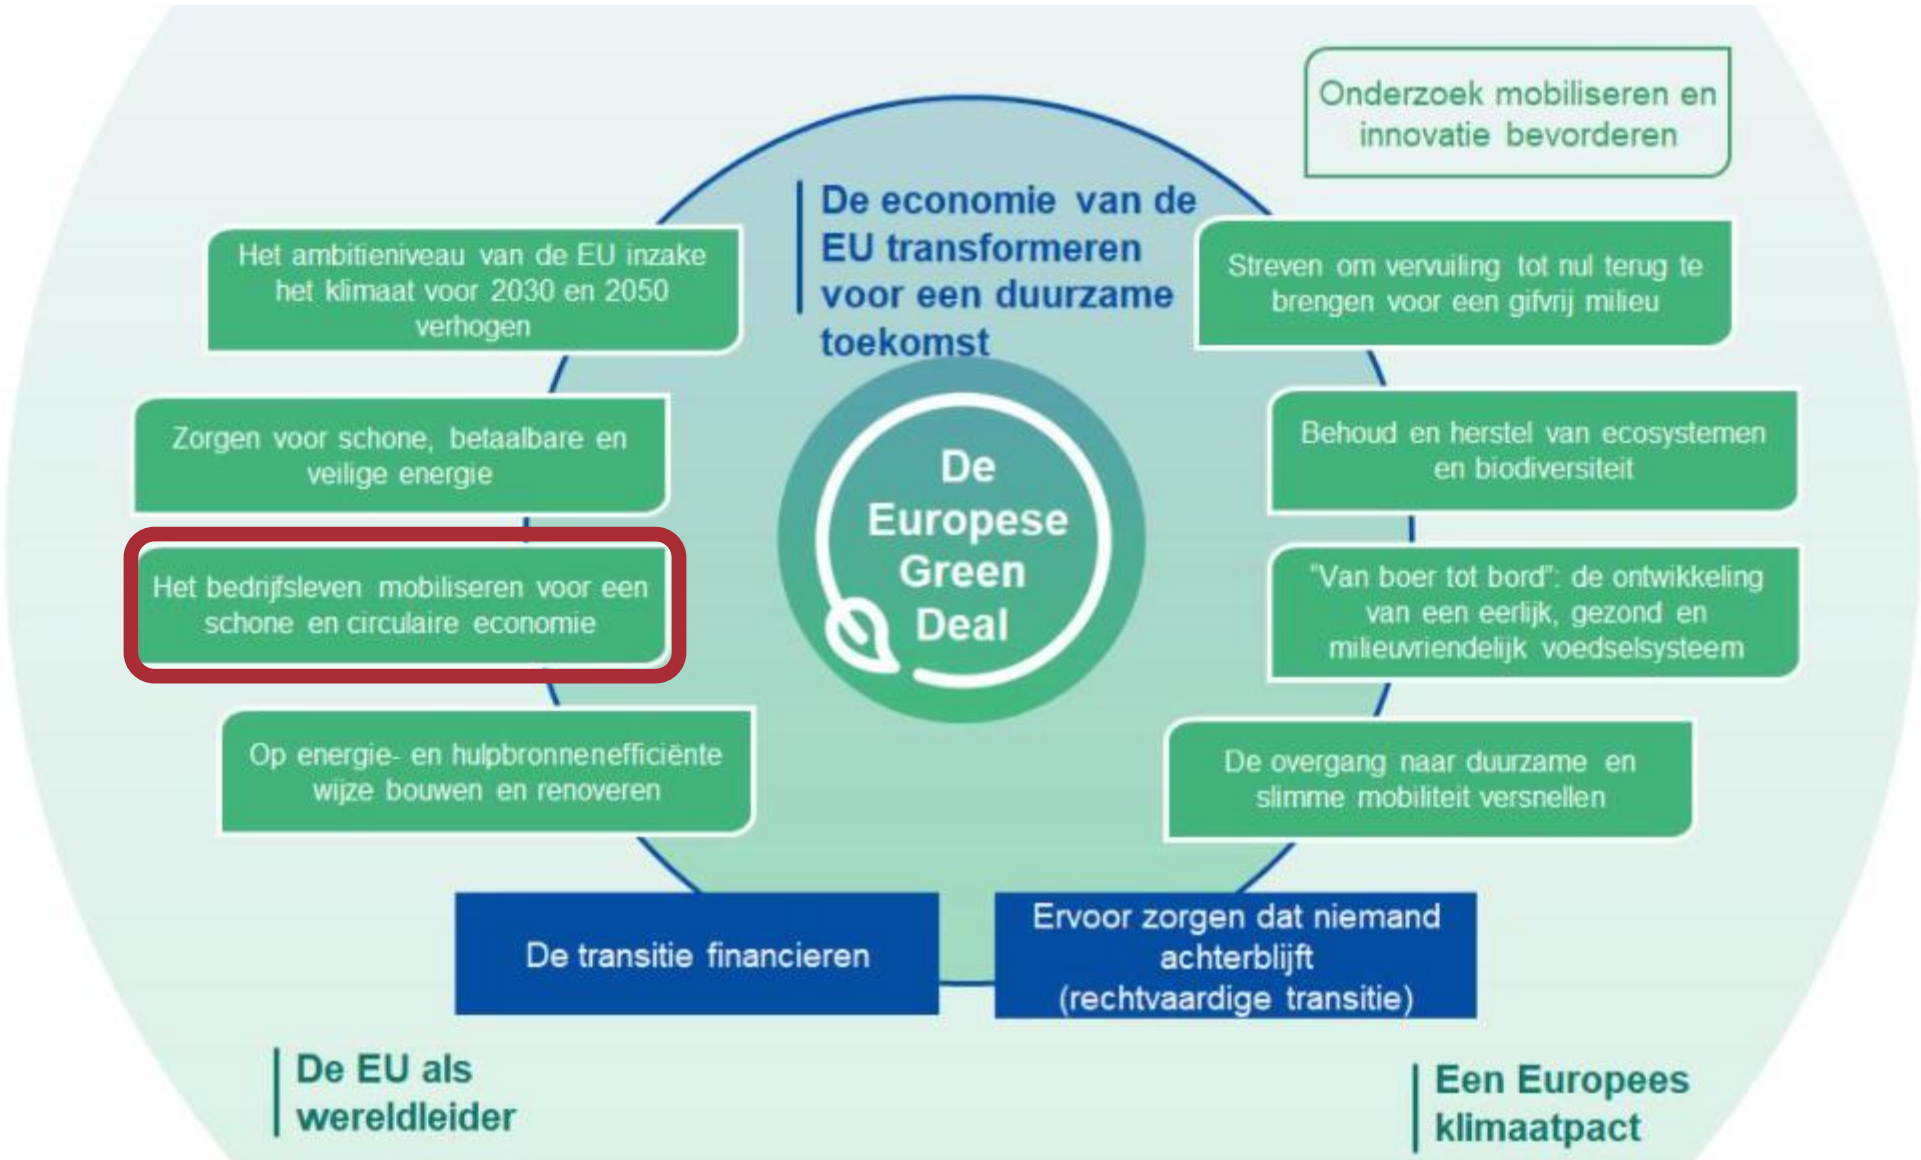 Onderzoek mobiliseren en
innovatie bevorderen
De economie van de
EU transformeren
voor een duurzame
toekomst
Het ambitieniveau van de EU inzake
het klimaat voor 2030 en 2050
verhogen
Streven om vervuiling tot nul terug te
brengen voor een gifvrij milieu
Zorgen voor schone, betaalbare en
veilige energie
Behoud en herstel van ecosystemen
en biodiversiteit
De
Europese
Green
Deal
Het bedrijfsleven mobiliseren voor een
schone en circulaire economie
"Van boer tot bord": de ontwikkeling
van een eerlijk, gezond en
milieuvriendelijk voedselsysteem
Op energie- en hulpbronnenefficiënte
wijze bouwen en renoveren
De overgang naar duurzame en
slimme mobiliteit versnellen
De transitie financieren
Ervoor zorgen dat niemand
achterblijft
(rechtvaardige transitie)
De EU als
wereldleider
Een Europees
klimaatpact